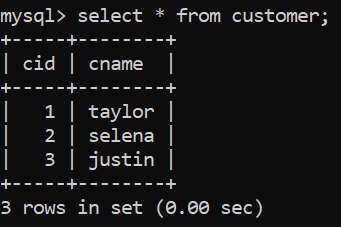 mysql> select * from customer;
+-----+--------+
| cid | cname  |
+-----+--------+
|   1 | taylor |
|   2 | selena |
|   3 | justin |
+-----+--------+
3 rows in set (0.00 sec)